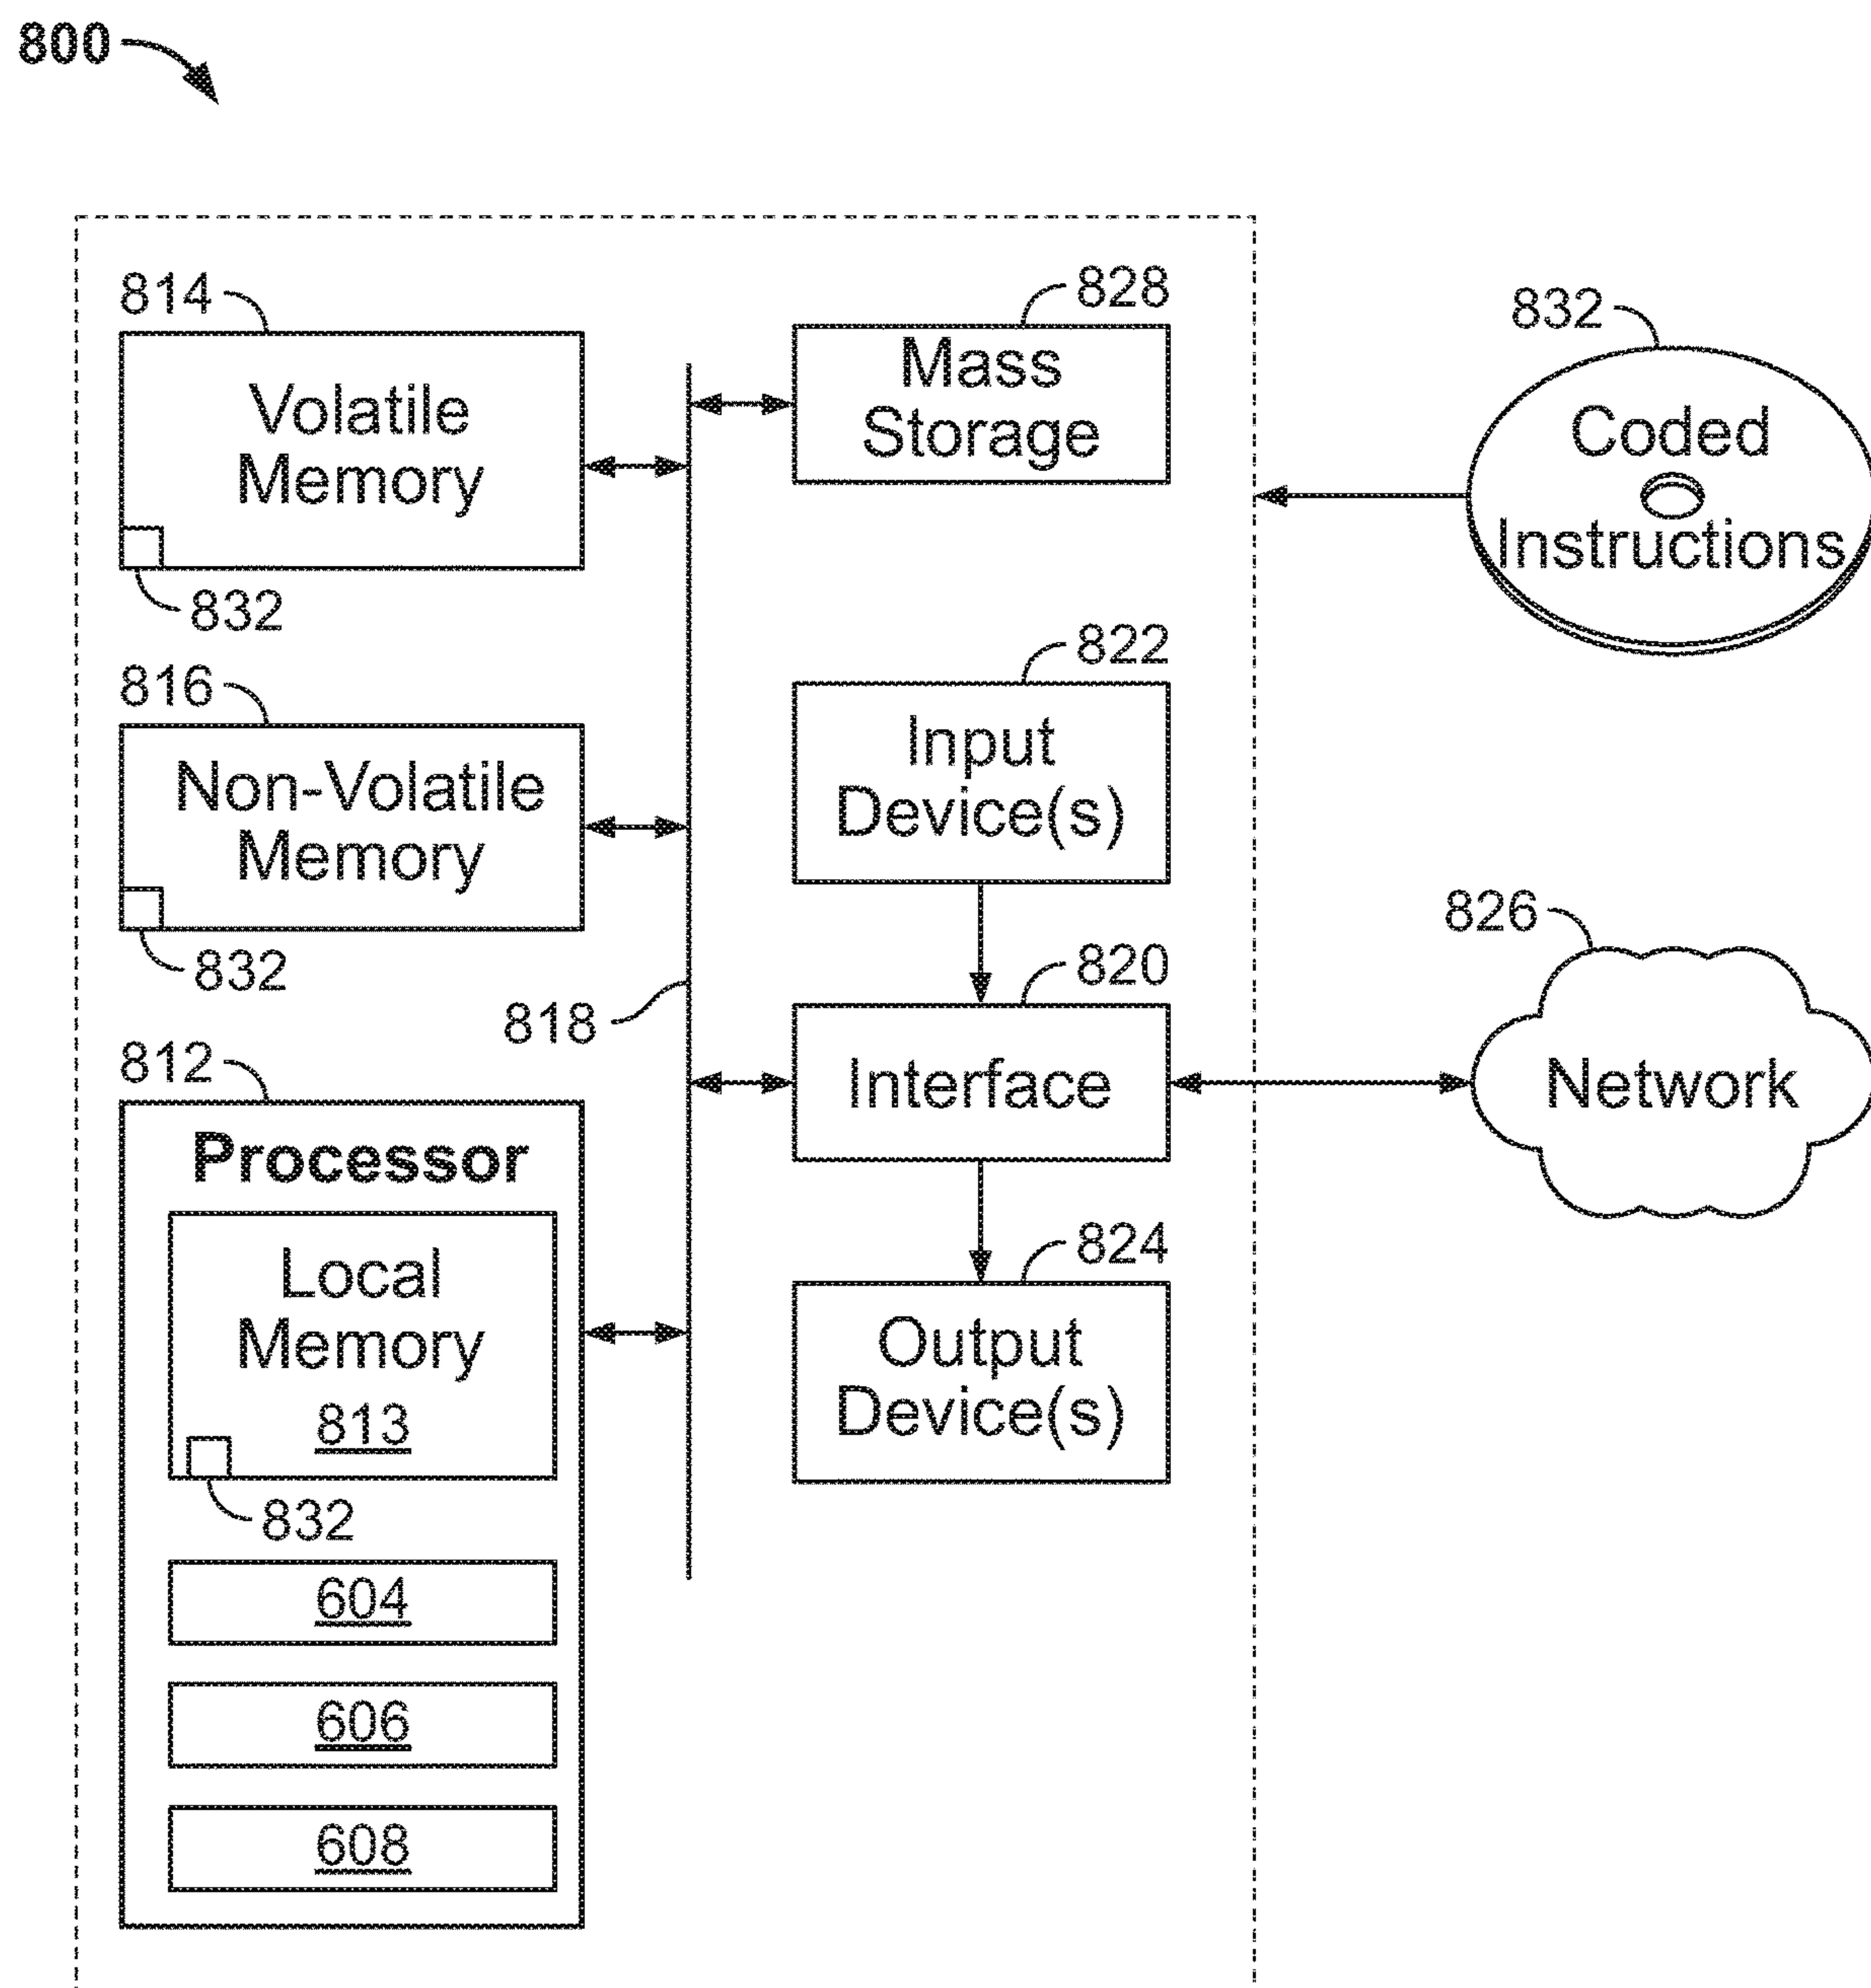 800
814
Volatile
Memory
832
816
Non-Volatile
Memory
832
818
812
Processor
Local
Memory
813
832
604
606
608
828
Mass
Storage
822
Input
Device(s)
820
Interface
824
Output
Device(s)
832
Coded
Instructions
826
Network